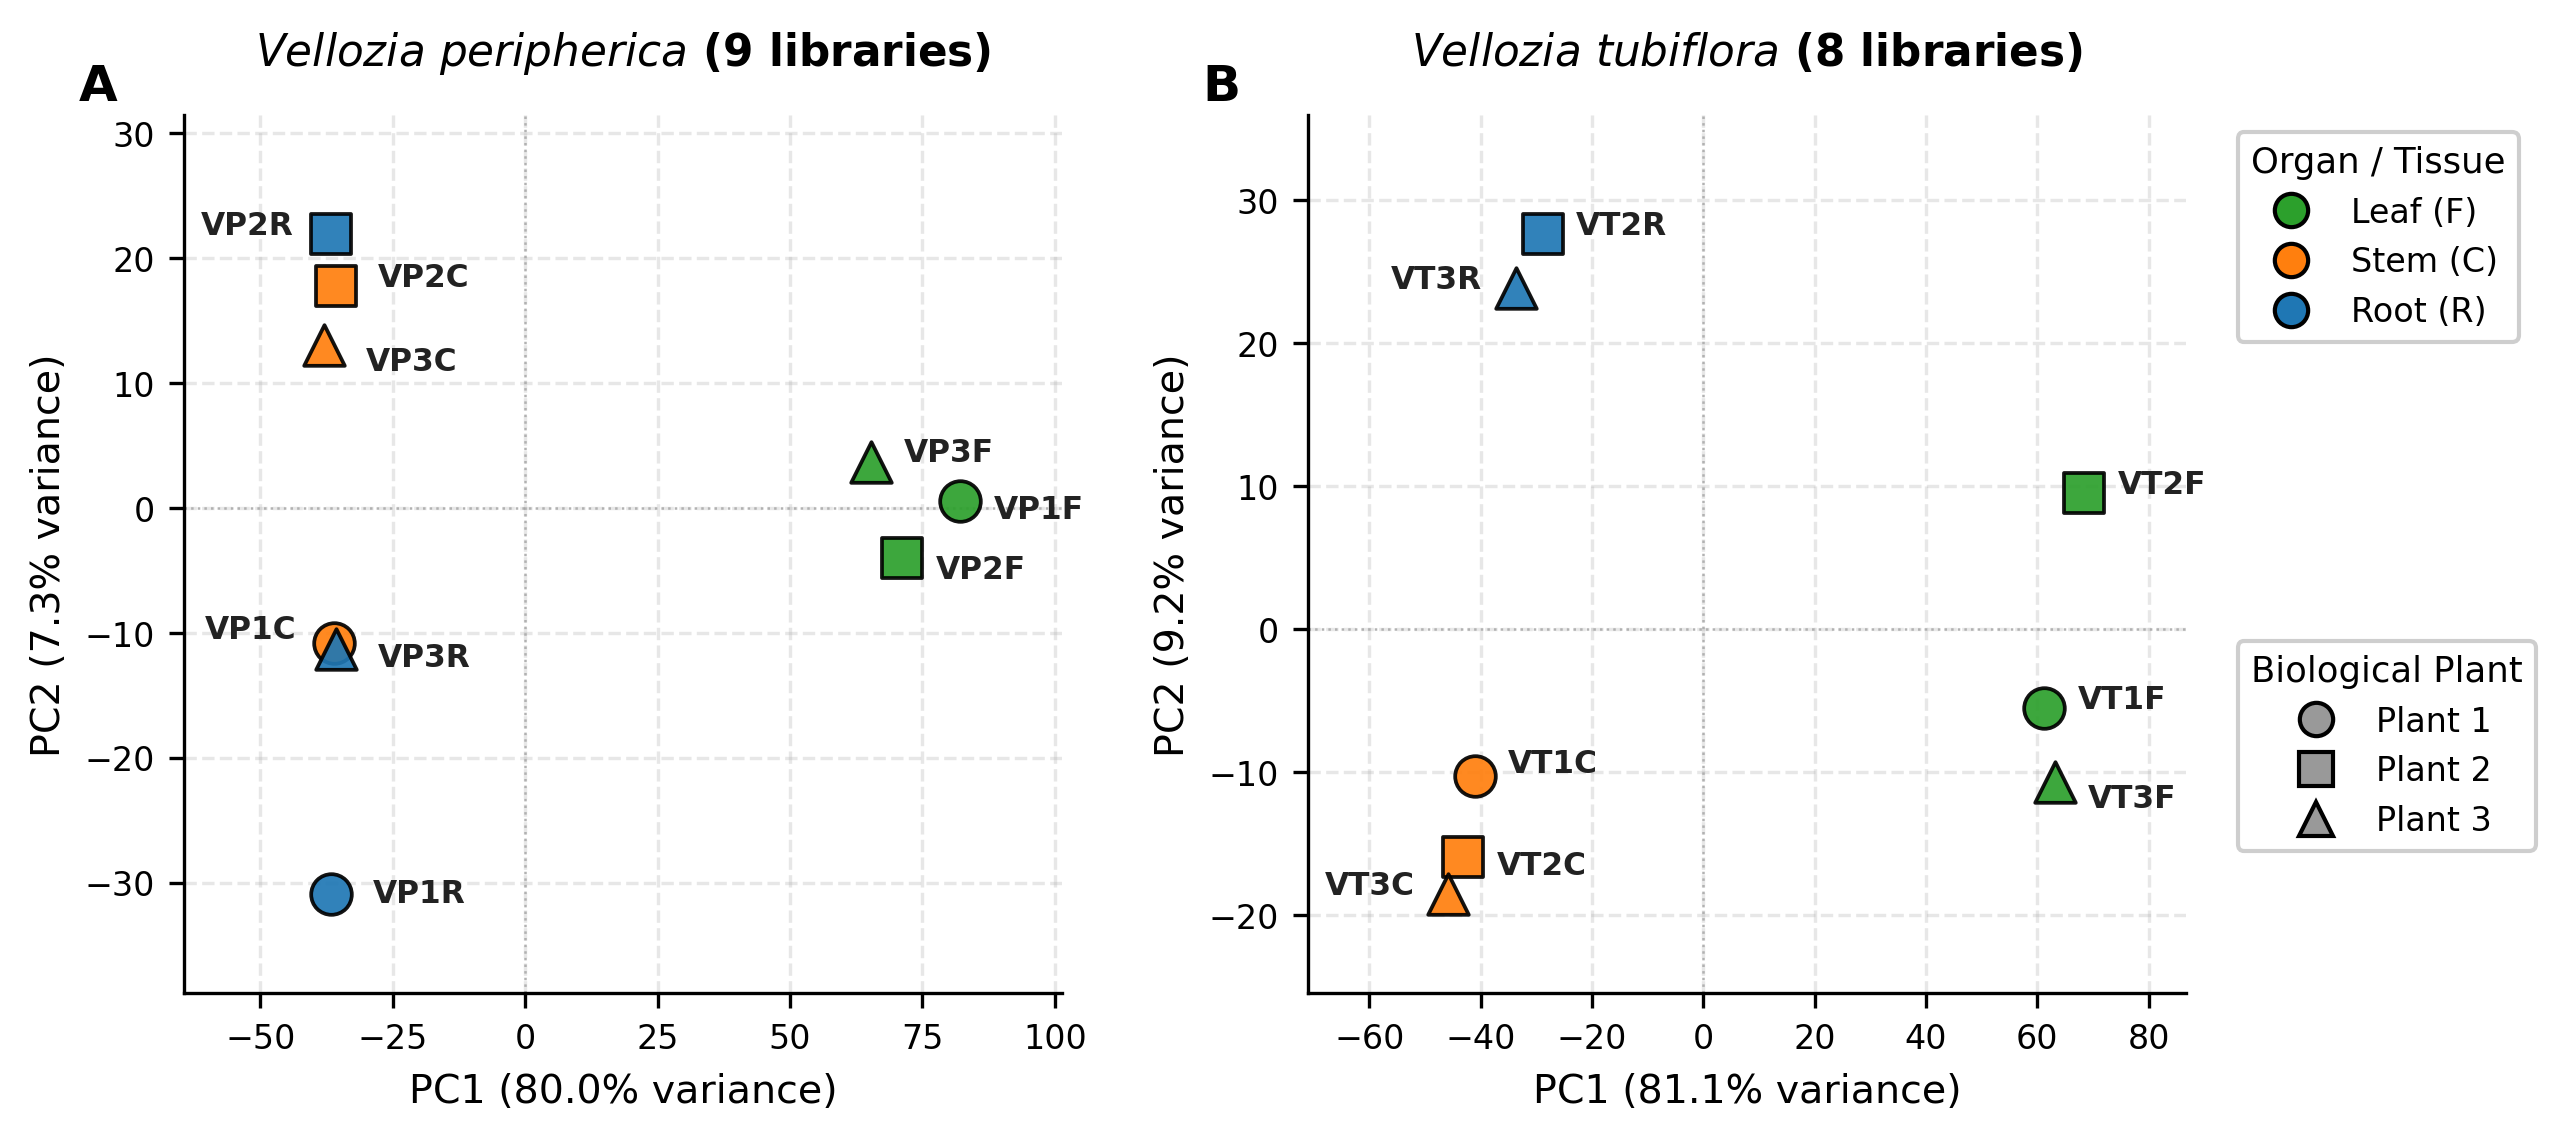 Vellozia peripherica (9 libraries)
A
30
20
10
0
−10
−20
−30
PC2 (7.3% variance)
VP2R
VP2C
VP3C
VP3F
VP1F
VP2F
VP1C
VP3R
VP1R
−50
−25
0
25
50
75
100
PC1 (80.0% variance)
Vellozia tubiflora (8 libraries)
B
30
20
10
0
−10
−20
PC2 (9.2% variance)
VT2R
VT3R
VT2F
VT1F
VT1C
VT3F
VT2C
VT3C
−60
−40
−20
0
20
40
60
80
PC1 (81.1% variance)
Organ / Tissue
Leaf (F)
Stem (C)
Root (R)
Biological Plant
Plant 1
Plant 2
Plant 3